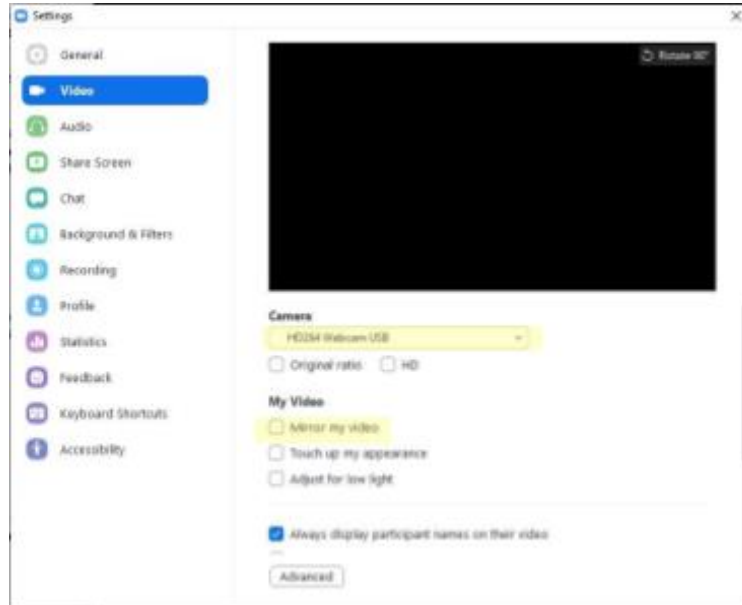 Settings
General
Video
Audio
Share Screen
Chat
Background & Filters
Recording
Profile
Statistics
Feedback
Keyboard Shortcuts
Accessibility
Rotate 90°
Camera
HD264 Webcam USB
Original ratio HD
My Video
Mirror my video
Touch up my appearance
Adjust for low light
Always display participant names on their video
Advanced